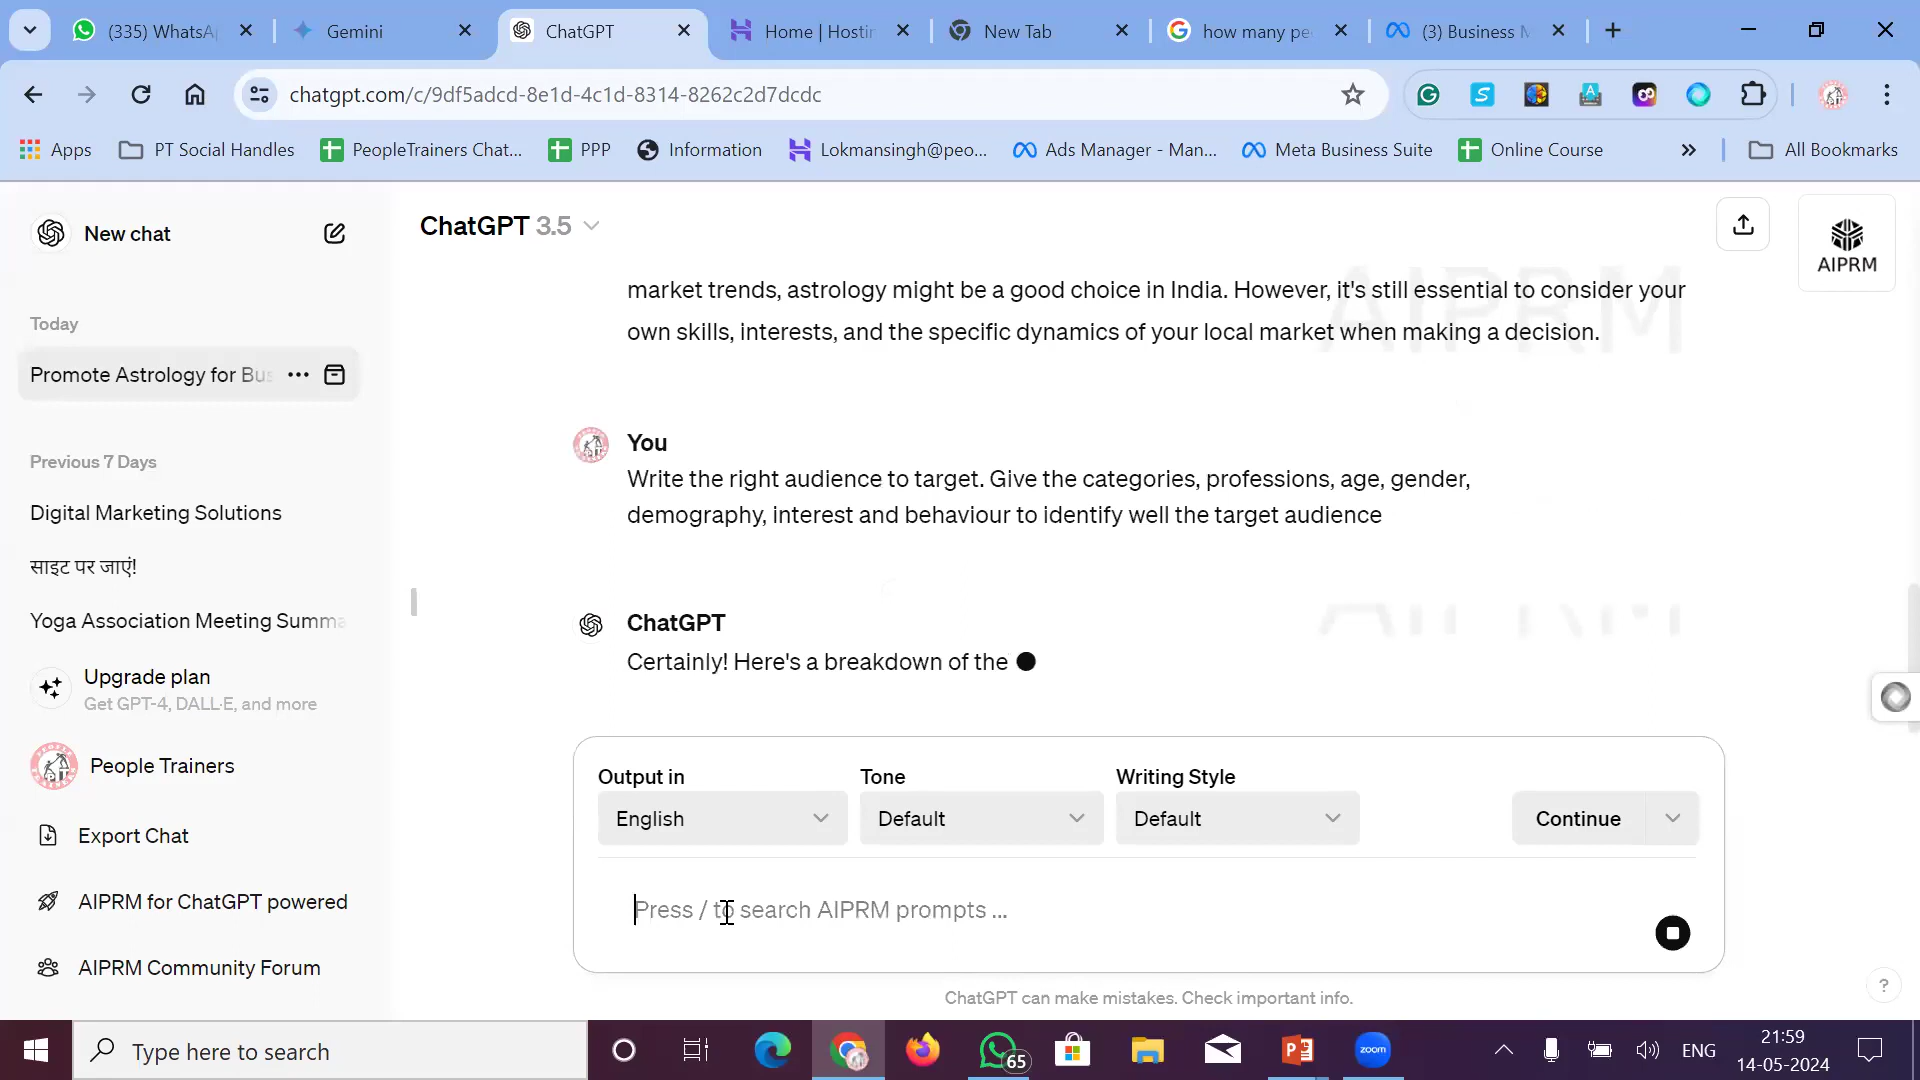 (335) WhatsA
Gemini
ChatGPT
Home | Hostin
New Tab
how many pe
(3) Business M
chatgpt.com/c/9df5adcd-8e1d-4c1d-8314-8262c2d7dcdc
Apps
PT Social Handles
PeopleTrainers Chat...
PPP
Information
Lokmansingh@peo...
Ads Manager - Man...
Meta Business Suite
Online Course
All Bookmarks
New chat
ChatGPT 3.5
AIPRM
market trends, astrology might be a good choice in India. However, it's still essential to consider your
own skills, interests, and the specific dynamics of your local market when making a decision.
AIPRM
Today
Promote Astrology for Bus
You
Write the right audience to target. Give the categories, professions, age, gender,
demography, interest and behaviour to identify well the target audience
Previous 7 Days
Digital Marketing Solutions
साइट पर जाएं!
Yoga Association Meeting Summa
ChatGPT
Certainly! Here's a breakdown of the
Upgrade plan
Get GPT-4, DALL·E, and more
People Trainers
Export Chat
AIPRM for ChatGPT powered
AIPRM Community Forum
Output in
Tone
Writing Style
English
Default
Default
Continue
Press / to search AIPRM prompts ...
ChatGPT can make mistakes. Check important info.
?
Type here to search
65
zoom
ENG
21:59
14-05-2024